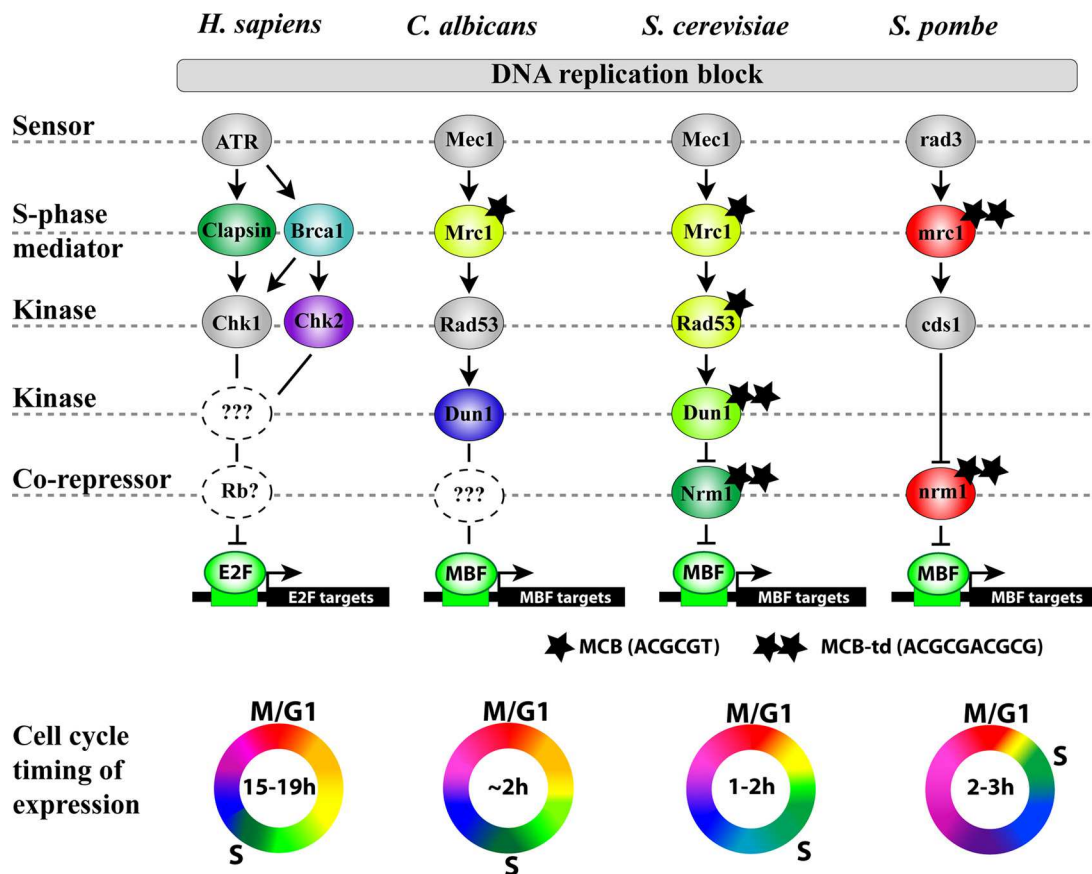 H. sapiens C. albicans S. cerevisiae S. pombe
DNA replication block
Sensor
ATR Mec1 Mec1 rad3
S-phase
mediator
Clapsin Brca1 Mrc1 Mrc1 mrc1
Kinase
Chk1 Chk2 Rad53 Rad53 cds1
Kinase
??? Dun1 Dun1
Co-repressor
Rb? ??? Nrm1 nrm1
E2F MBF MBF MBF
E2F targets MBF targets MBF targets MBF targets
MCB (ACGCGT) MCB-td (ACGCGACGCG)
M/G1 M/G1 M/G1 M/G1
Cell cycle
timing of
expression
15-19h ~2h 1-2h 2-3h
S S S S